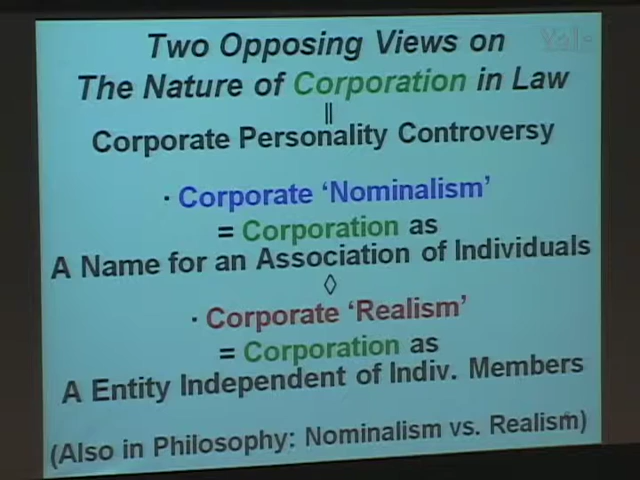 Yale
Two Opposing Views on
The Nature of Corporation in Law
||
Corporate Personality Controversy
· Corporate ‘Nominalism’
= Corporation as
A Name for an Association of Individuals
◊
· Corporate ‘Realism’
= Corporation as
A Entity Independent of Indiv. Members
(Also in Philosophy: Nominalism vs. Realism)